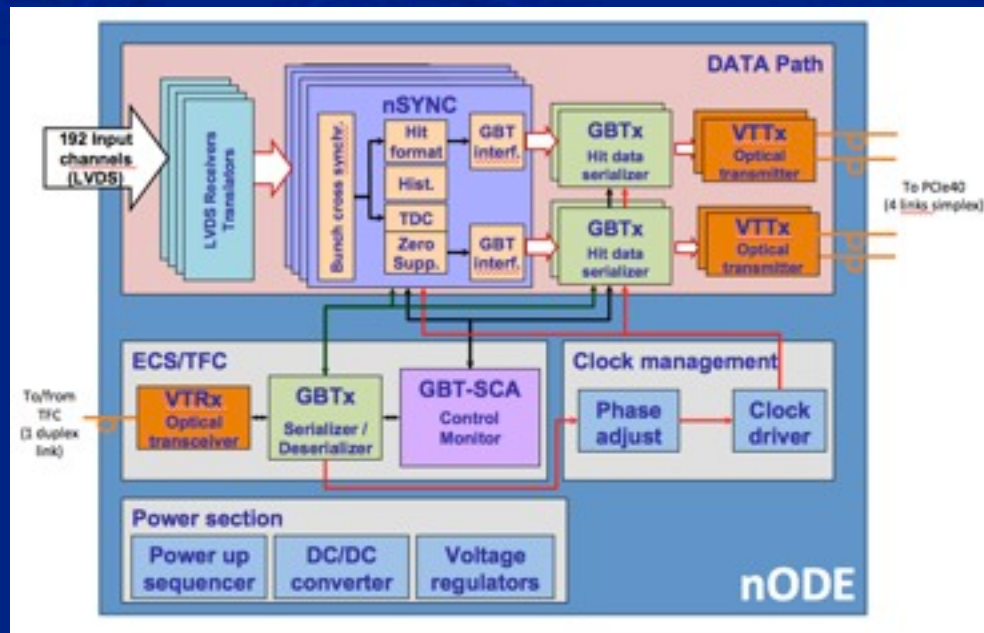 DATA Path
192 Input
channels
(LVDS)
LVDS Receivers
Translators
nSYNC
Bunch cross synchr.
Hit
format
Hist.
TDC
Zero
Supp.
GBT
interf.
GBT
interf.
GBTx
Hit data
serializer
GBTx
Hit data
serializer
VTTx
Optical
transmitter
VTTx
Optical
transmitter
To PCIe40
(4 links simplex)
ECS/TFC
To/from
TFC
(1 duplex
link)
VTRx
Optical
transceiver
GBTx
Serializer /
Deserializer
GBT-SCA
Control
Monitor
Clock management
Phase
adjust
Clock
driver
Power section
Power up
sequencer
DC/DC
converter
Voltage
regulators
nODE